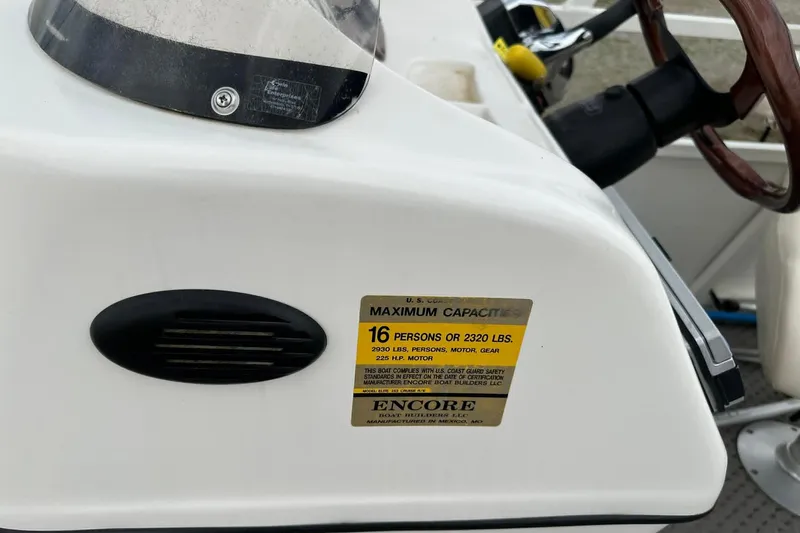 U. S. COAST
MAXIMUM CAPACITIES
16 PERSONS OR 2320 LBS.
2930 LBS, PERSONS, MOTOR, GEAR
225 H.P. MOTOR
THIS BOAT COMPLIES WITH U.S. COAST GUARD SAFETY
STANDARDS IN EFFECT ON THE DATE OF CERTIFICATION
MANUFACTURER: ENCORE BOAT BUILDERS LLC
ENCORE
BOAT BUILDERS LLC
MANUFACTURED IN MEXICO, MO.
Enterprises